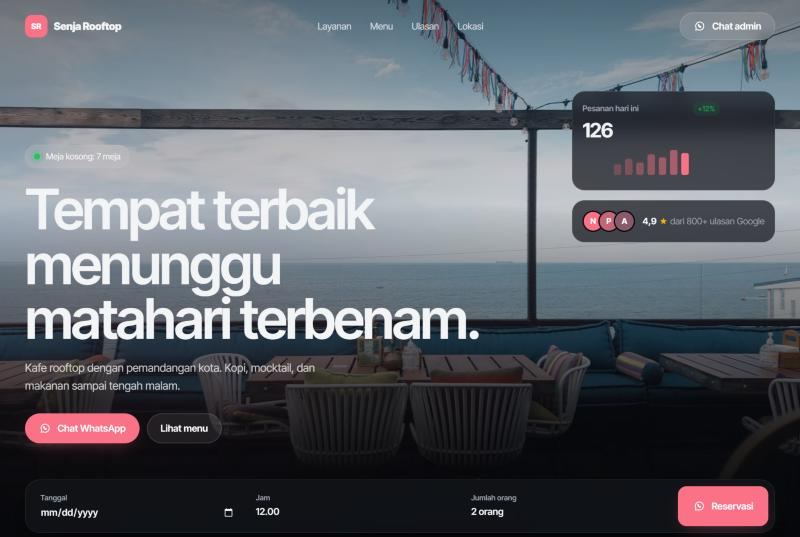 SR Senja Rooftop
Layanan Menu Ulasan Lokasi
Chat admin
Pesanan hari ini +12%
126
N P A 4,9 ★ dari 800+ ulasan Google
Meja kosong: 7 meja
Tempat terbaik
menunggu
matahari terbenam.
Kafe rooftop dengan pemandangan kota. Kopi, mocktail, dan
makanan sampai tengah malam.
Chat WhatsApp Lihat menu
Tanggal Jam Jumlah orang
mm/dd/yyyy 12.00 2 orang
Reservasi